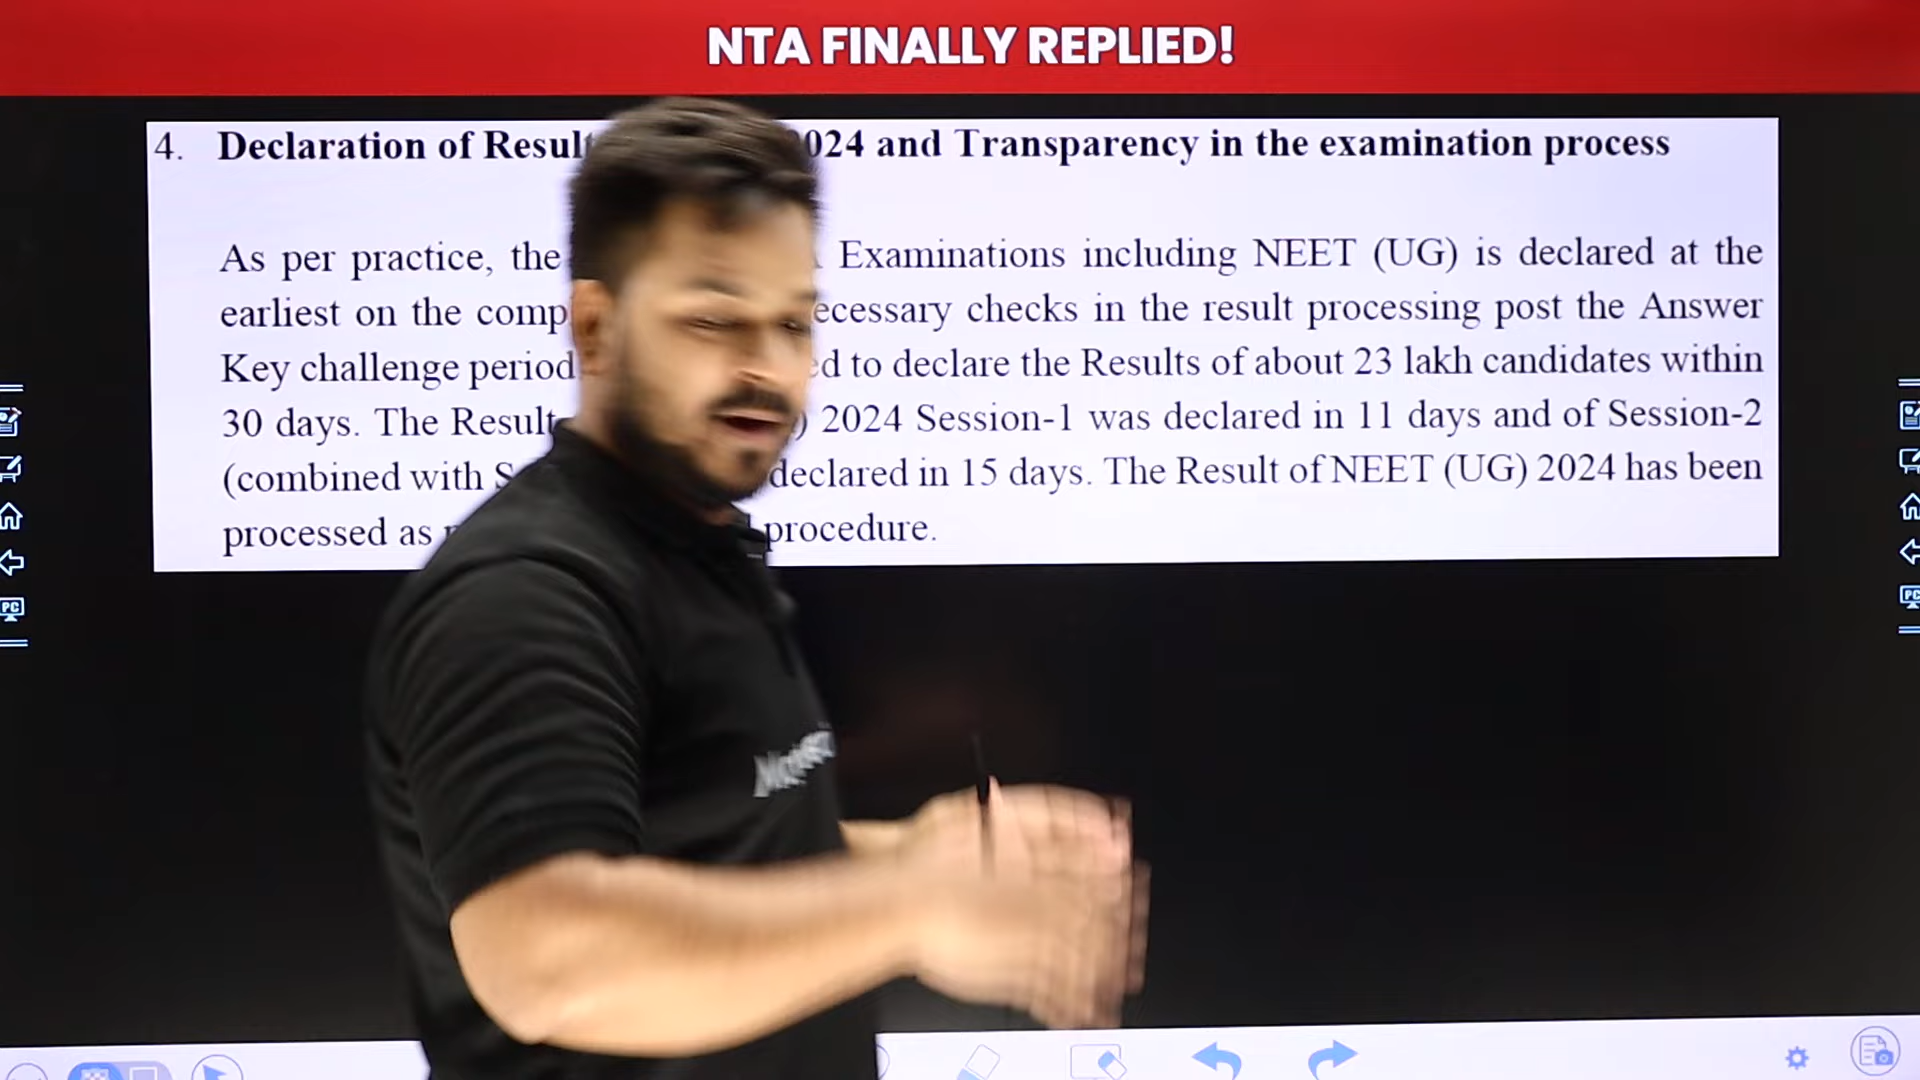 NTA FINALLY REPLIED!
4. Declaration of 024 and Transparency in the examination process
As per practice, the Examinations including NEET (UG) is declared at the
earliest on the checks in the result processing post the Answer
Key challenge period to declare the Results of about 23 lakh candidates within
30 days. The 2024 Session-1 was declared in 11 days and of Session-2
(combined with declared in 15 days. The Result of NEET (UG) 2024 has been
processed as procedure.
PC
PC